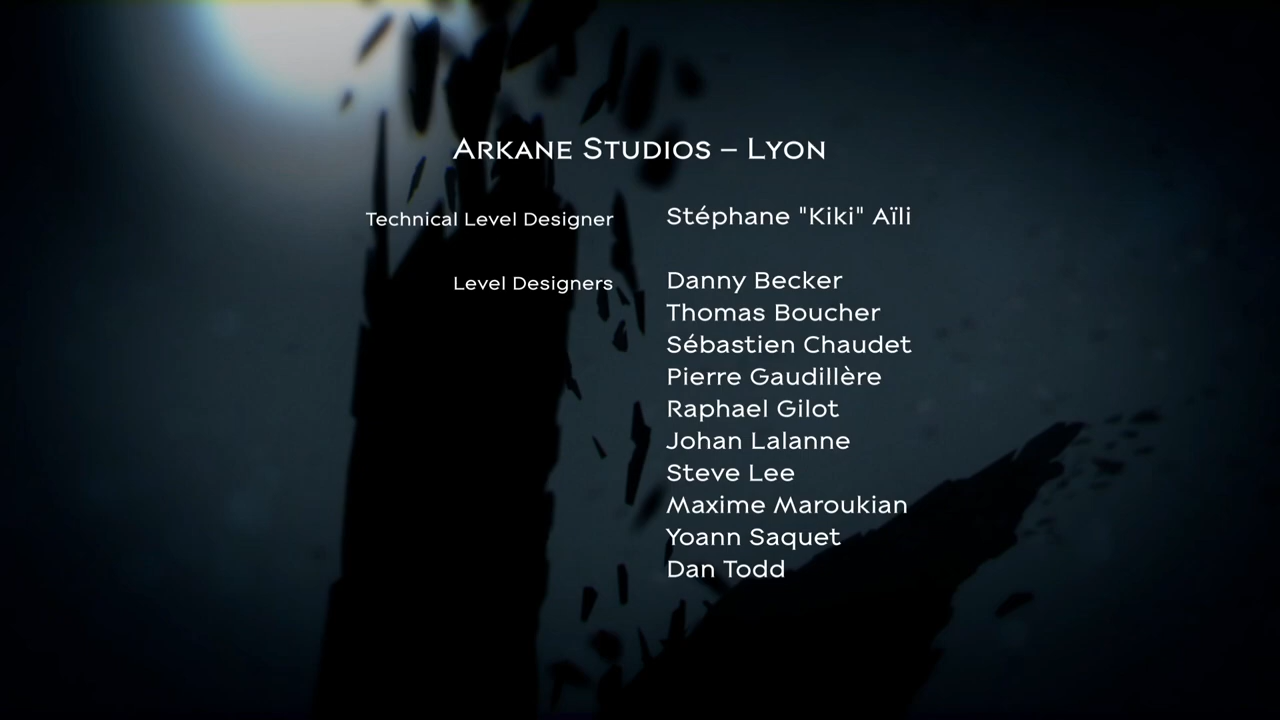 Arkane Studios – Lyon
Technical Level Designer Stéphane "Kiki" Aïli
Level Designers Danny Becker
Thomas Boucher
Sébastien Chaudet
Pierre Gaudillère
Raphael Gilot
Johan Lalanne
Steve Lee
Maxime Maroukian
Yoann Saquet
Dan Todd